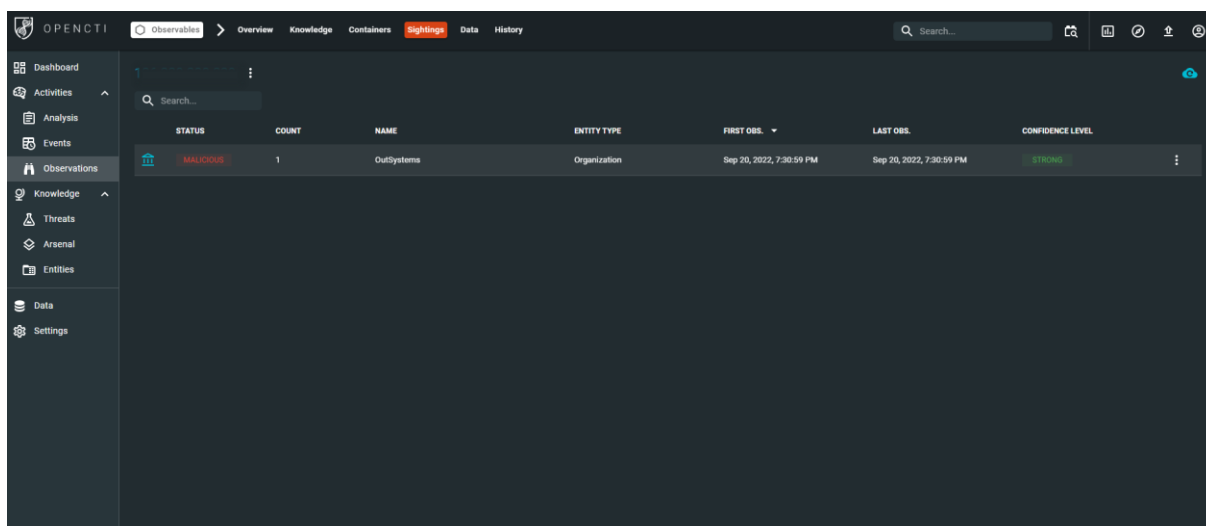 OPENCTI Observables Overview Knowledge Containers Sightings Data History Search...
Dashboard
Activities
Search...
Analysis
STATUS COUNT NAME ENTITY TYPE FIRST OBS. LAST OBS. CONFIDENCE LEVEL
Events
MALICIOUS 1 OutSystems Organization Sep 20, 2022, 7:30:59 PM Sep 20, 2022, 7:30:59 PM STRONG
Observations
Knowledge
Threats
Arsenal
Entities
Data
Settings